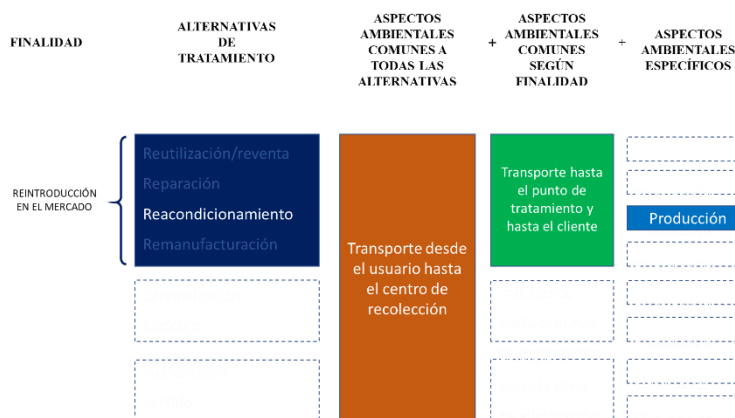 FINALIDAD
ALTERNATIVAS
DE
TRATAMIENTO
ASPECTOS
AMBIENTALES
COMUNES A
TODAS LAS
ALTERNATIVAS
+
ASPECTOS
AMBIENTALES
COMUNES
SEGÚN
FINALIDAD
+
ASPECTOS
AMBIENTALES
ESPECÍFICOS
REINTRODUCCIÓN
EN EL MERCADO
Reutilización/reventa
Reparación
Reacondicionamiento
Remanufacturación
Transporte desde
el usuario hasta
el centro de
recolección
Transporte hasta
el punto de
tratamiento y
hasta el cliente
Producción